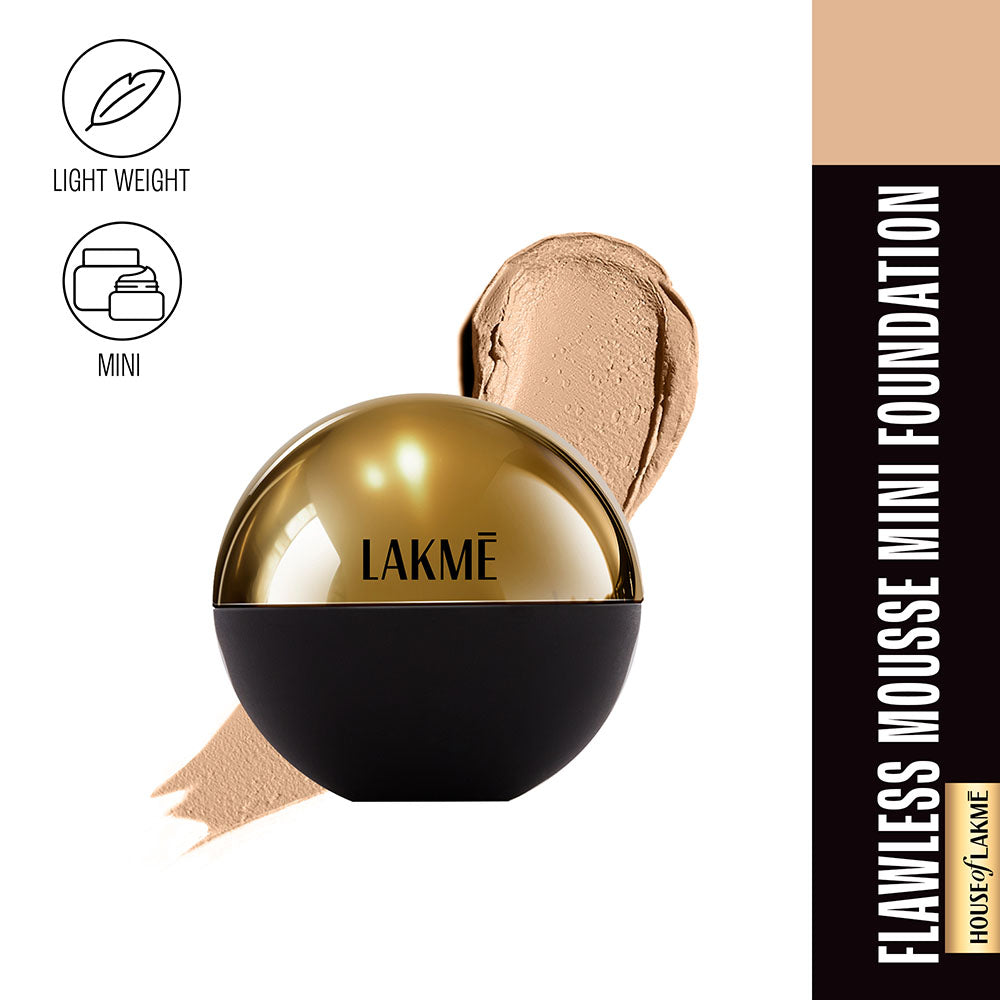 LIGHT WEIGHT
MINI
LAKMĒ
FLAWLESS MOUSSE MINI FOUNDATION
HOUSE of LAKMĒ